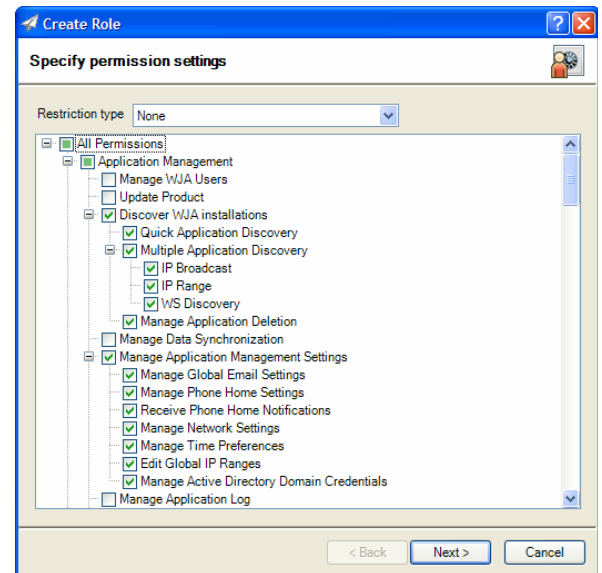 Create Role
Specify permission settings
Restriction type None
All Permissions
Application Management
Manage WJA Users
Update Product
Discover WJA installations
Quick Application Discovery
Multiple Application Discovery
IP Broadcast
IP Range
WS Discovery
Manage Application Deletion
Manage Data Synchronization
Manage Application Management Settings
Manage Global Email Settings
Manage Phone Home Settings
Receive Phone Home Notifications
Manage Network Settings
Manage Time Preferences
Edit Global IP Ranges
Manage Active Directory Domain Credentials
Manage Application Log
< Back Next > Cancel